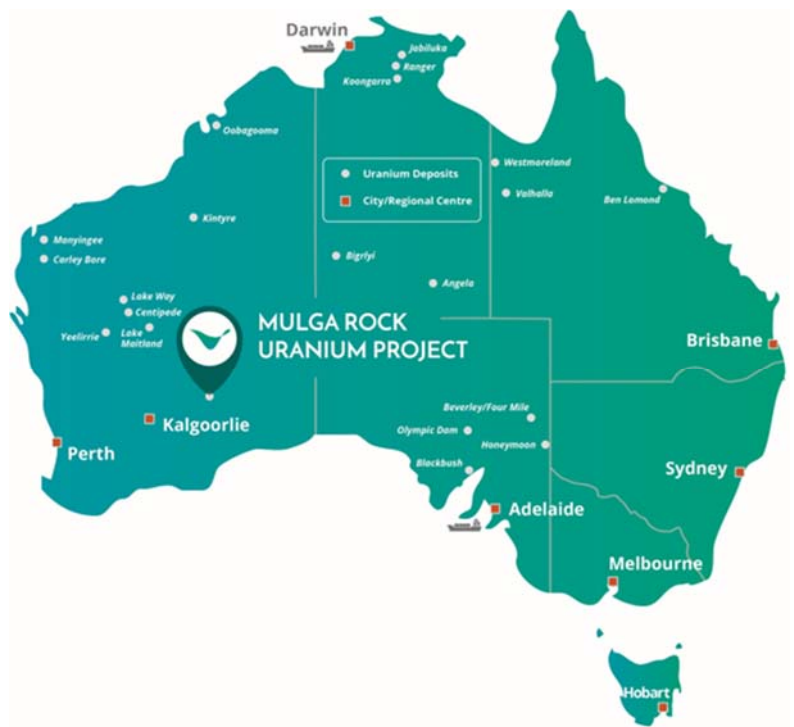 Darwin
Jabiluka
Ranger
Koongarra
Oobagooma
Uranium Deposits
City/Regional Centre
Westmoreland
Valhalla
Ben Lomond
Kintyre
Manyingee
Carley Bore
Bigrlyi
Angela
Lake Way
Centipede
Yeelirrie
Lake
Maitland
MULGA ROCK
URANIUM PROJECT
Brisbane
Kalgoorlie
Perth
Beverley/Four Mile
Olympic Dam
Honeymoon
Blackbush
Sydney
Adelaide
Melbourne
Hobart